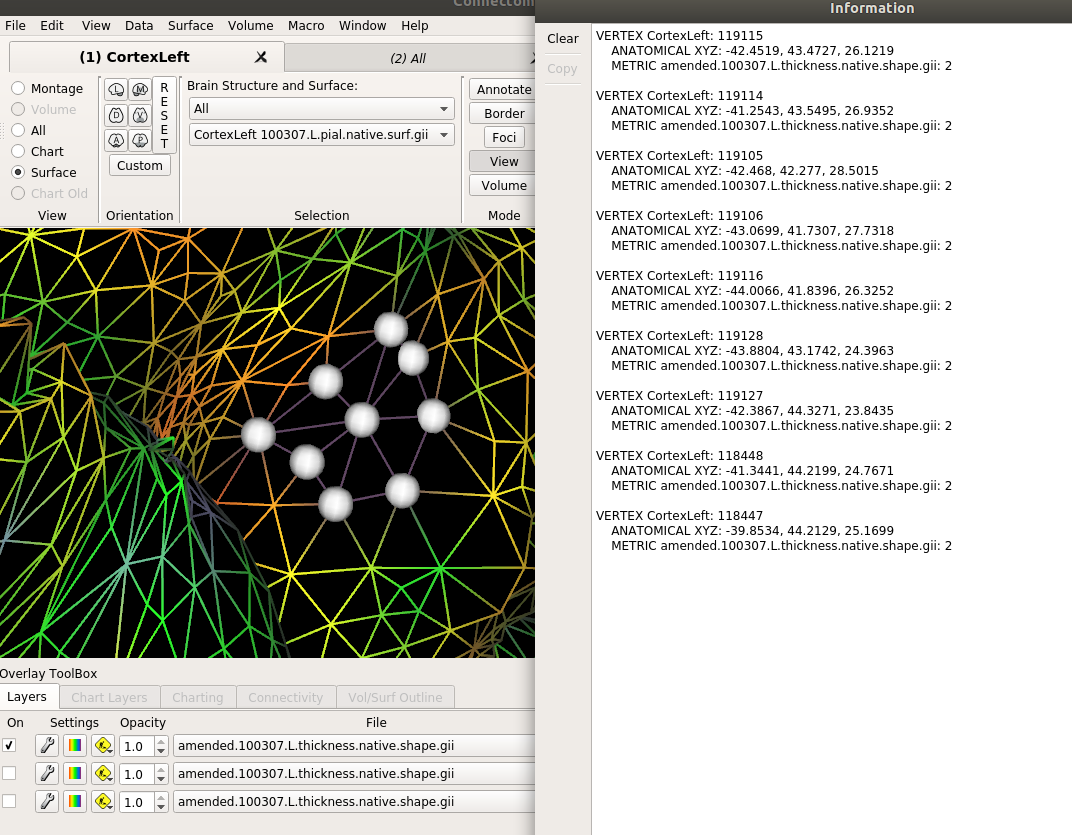 Connectom
Information
File Edit View Data Surface Volume Macro Window Help
(1) CortexLeft
(2) All
Montage
Volume
All
Chart
Surface
Chart Old
View
L M
D V
A P
R
E
S
E
T
Custom
Orientation
Brain Structure and Surface:
All
CortexLeft 100307.L.pial.native.surf.gii
Selection
Annotate
Border
Foci
View
Volume
Mode
Overlay ToolBox
Layers Chart Layers Charting Connectivity Vol/Surf Outline
On Settings Opacity File
1.0 amended.100307.L.thickness.native.shape.gii
1.0 amended.100307.L.thickness.native.shape.gii
1.0 amended.100307.L.thickness.native.shape.gii
Clear
Copy
VERTEX CortexLeft: 119115
ANATOMICAL XYZ: -42.4519, 43.4727, 26.1219
METRIC amended.100307.L.thickness.native.shape.gii: 2
VERTEX CortexLeft: 119114
ANATOMICAL XYZ: -41.2543, 43.5495, 26.9352
METRIC amended.100307.L.thickness.native.shape.gii: 2
VERTEX CortexLeft: 119105
ANATOMICAL XYZ: -42.468, 42.277, 28.5015
METRIC amended.100307.L.thickness.native.shape.gii: 2
VERTEX CortexLeft: 119106
ANATOMICAL XYZ: -43.0699, 41.7307, 27.7318
METRIC amended.100307.L.thickness.native.shape.gii: 2
VERTEX CortexLeft: 119116
ANATOMICAL XYZ: -44.0066, 41.8396, 26.3252
METRIC amended.100307.L.thickness.native.shape.gii: 2
VERTEX CortexLeft: 119128
ANATOMICAL XYZ: -43.8804, 43.1742, 24.3963
METRIC amended.100307.L.thickness.native.shape.gii: 2
VERTEX CortexLeft: 119127
ANATOMICAL XYZ: -42.3867, 44.3271, 23.8435
METRIC amended.100307.L.thickness.native.shape.gii: 2
VERTEX CortexLeft: 118448
ANATOMICAL XYZ: -41.3441, 44.2199, 24.7671
METRIC amended.100307.L.thickness.native.shape.gii: 2
VERTEX CortexLeft: 118447
ANATOMICAL XYZ: -39.8534, 44.2129, 25.1699
METRIC amended.100307.L.thickness.native.shape.gii: 2